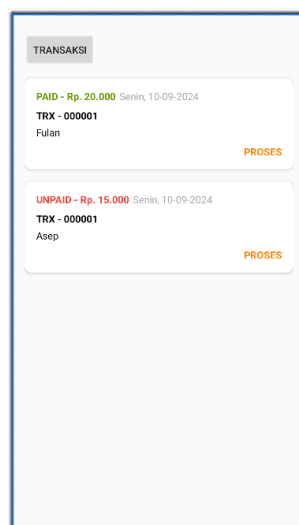 TRANSAKSI
PAID - Rp. 20.000 Senin, 10-09-2024
TRX - 000001
Fulan
PROSES
UNPAID - Rp. 15.000 Senin, 10-09-2024
TRX - 000001
Asep
PROSES